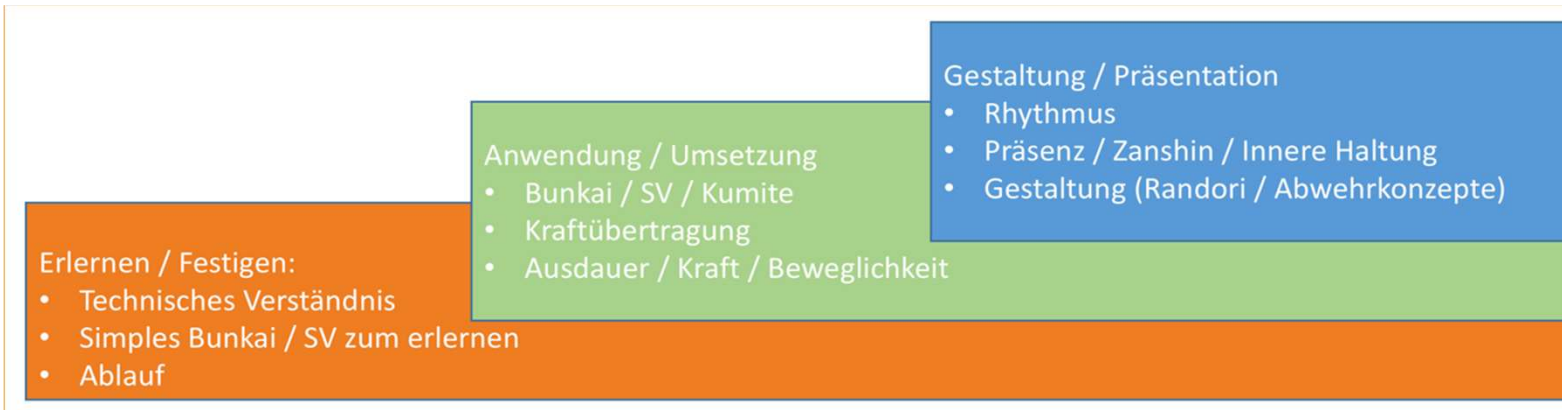 Erlernen / Festigen:
• Technisches Verständnis
• Simples Bunkai / SV zum erlernen
• Ablauf
Anwendung / Umsetzung
• Bunkai / SV / Kumite
• Kraftübertragung
• Ausdauer / Kraft / Beweglichkeit
Gestaltung / Präsentation
• Rhythmus
• Präsenz / Zanshin / Innere Haltung
• Gestaltung (Randori / Abwehrkonzepte)